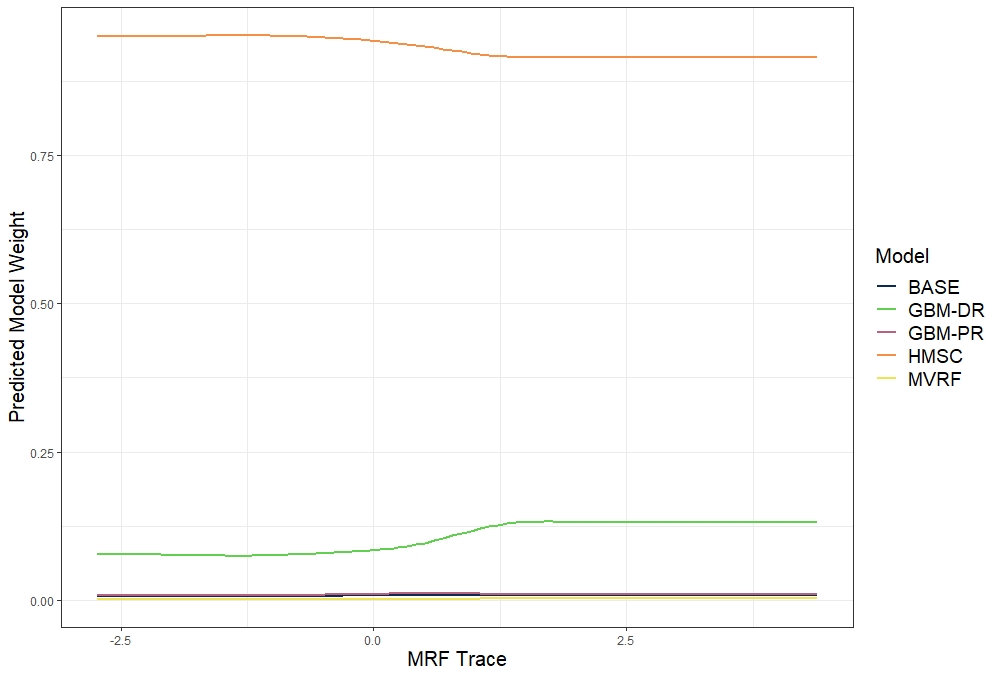 0.75
0.50
0.25
0.00
Predicted Model Weight
-2.5
0.0
2.5
MRF Trace
Model
BASE
GBM-DR
GBM-PR
HMSC
MVRF